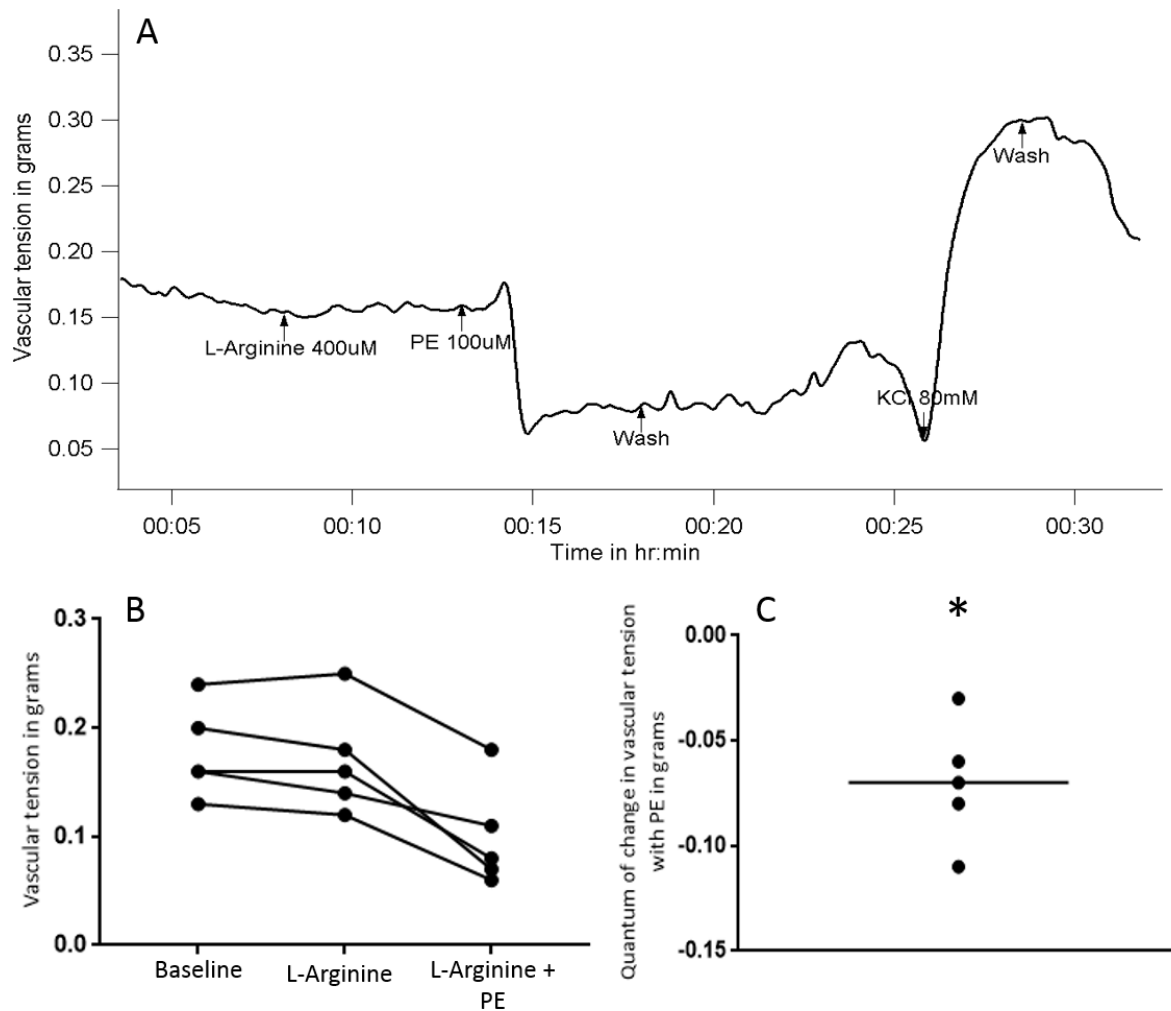 A
Vascular tension in grams
0.35
0.30
0.25
0.20
0.15
0.10
0.05
L-Arginine 400uM
PE 100uM
Wash
KCl 80mM
Wash
00:05
00:10
00:15
00:20
00:25
00:30
Time in hr:min
B
Vascular tension in grams
0.3
0.2
0.1
0.0
Baseline
L-Arginine
L-Arginine +
PE
C
*
Quantum of change in vascular tension
with PE in grams
0.00
-0.05
-0.10
-0.15